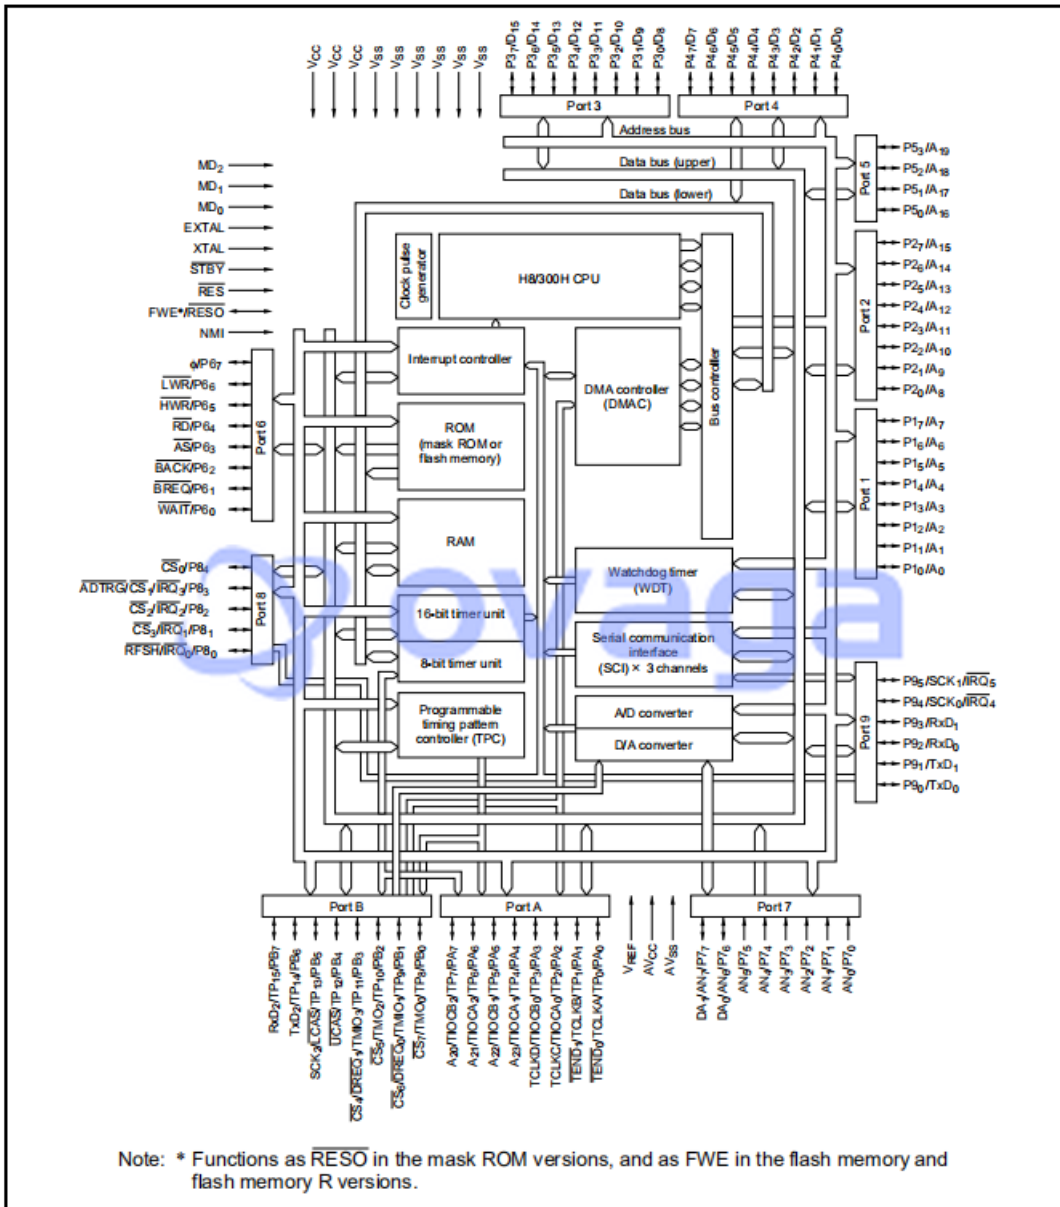 VCC
VCC
VCC
VSS
VSS
VSS
VSS
VSS
VSS
P37/D15
P36/D14
P35/D13
P34/D12
P33/D11
P32/D10
P31/D9
P30/D8
P47/D7
P46/D6
P45/D5
P44/D4
P43/D3
P42/D2
P41/D1
P40/D0
Port 3
Port 4
Address bus
Data bus (upper)
Data bus (lower)
MD2
MD1
MD0
EXTAL
XTAL
STBY
RES
FWE*/RESO
NMI
Port 5
P53/A19
P52/A18
P51/A17
P50/A16
Clock pulse
generator
H8/300H CPU
Interrupt controller
DMA controller
(DMAC)
Bus controller
ROM
(mask ROM or
flash memory)
RAM
Port 2
P27/A15
P26/A14
P25/A13
P24/A12
P23/A11
P22/A10
P21/A9
P20/A8
Port 1
P17/A7
P16/A6
P15/A5
P14/A4
P13/A3
P12/A2
P11/A1
P10/A0
φ/P67
LWR/P66
HWR/P65
RD/P64
AS/P63
BACK/P62
BREQ/P61
WAIT/P60
Port 6
CS0/P84
ADTRG/CS1/IRQ3/P83
CS2/IRQ2/P82
CS3/IRQ1/P81
RFSH/IRQ0/P80
Port 8
ovaga
16-bit timer unit
8-bit timer unit
Programmable
timing pattern
controller (TPC)
Watchdog timer
(WDT)
Serial communication
interface
(SCI) × 3 channels
A/D converter
D/A converter
Port 9
P95/SCK1/IRQ5
P94/SCK0/IRQ4
P93/RxD1
P92/RxD0
P91/TxD1
P90/TxD0
Port B
Port A
Port 7
RxD2/TP15/PB7
TxD2/TP14/PB6
SCK2/LCAS/TP13/PB5
UCAS/TP12/PB4
CS4/DREQ1/TMIO3/TP11/PB3
CS5/TMO2/TP10/PB2
CS6/DREQ0/TMIO1/TP9/PB1
CS7/TMO0/TP8/PB0
A20/TIOCB2/TP7/PA7
A21/TIOCA2/TP6/PA6
A22/TIOCB1/TP5/PA5
A23/TIOCA1/TP4/PA4
TCLKD/TIOCB0/TP3/PA3
TCLKC/TIOCA0/TP2/PA2
TEND1/TCLKB/TP1/PA1
TEND0/TCLKA/TP0/PA0
VREF
AVCC
AVSS
DA1/AN7/P77
DA0/AN6/P76
AN5/P75
AN4/P74
AN3/P73
AN2/P72
AN1/P71
AN0/P70
Note: * Functions as RESO in the mask ROM versions, and as FWE in the flash memory and
flash memory R versions.